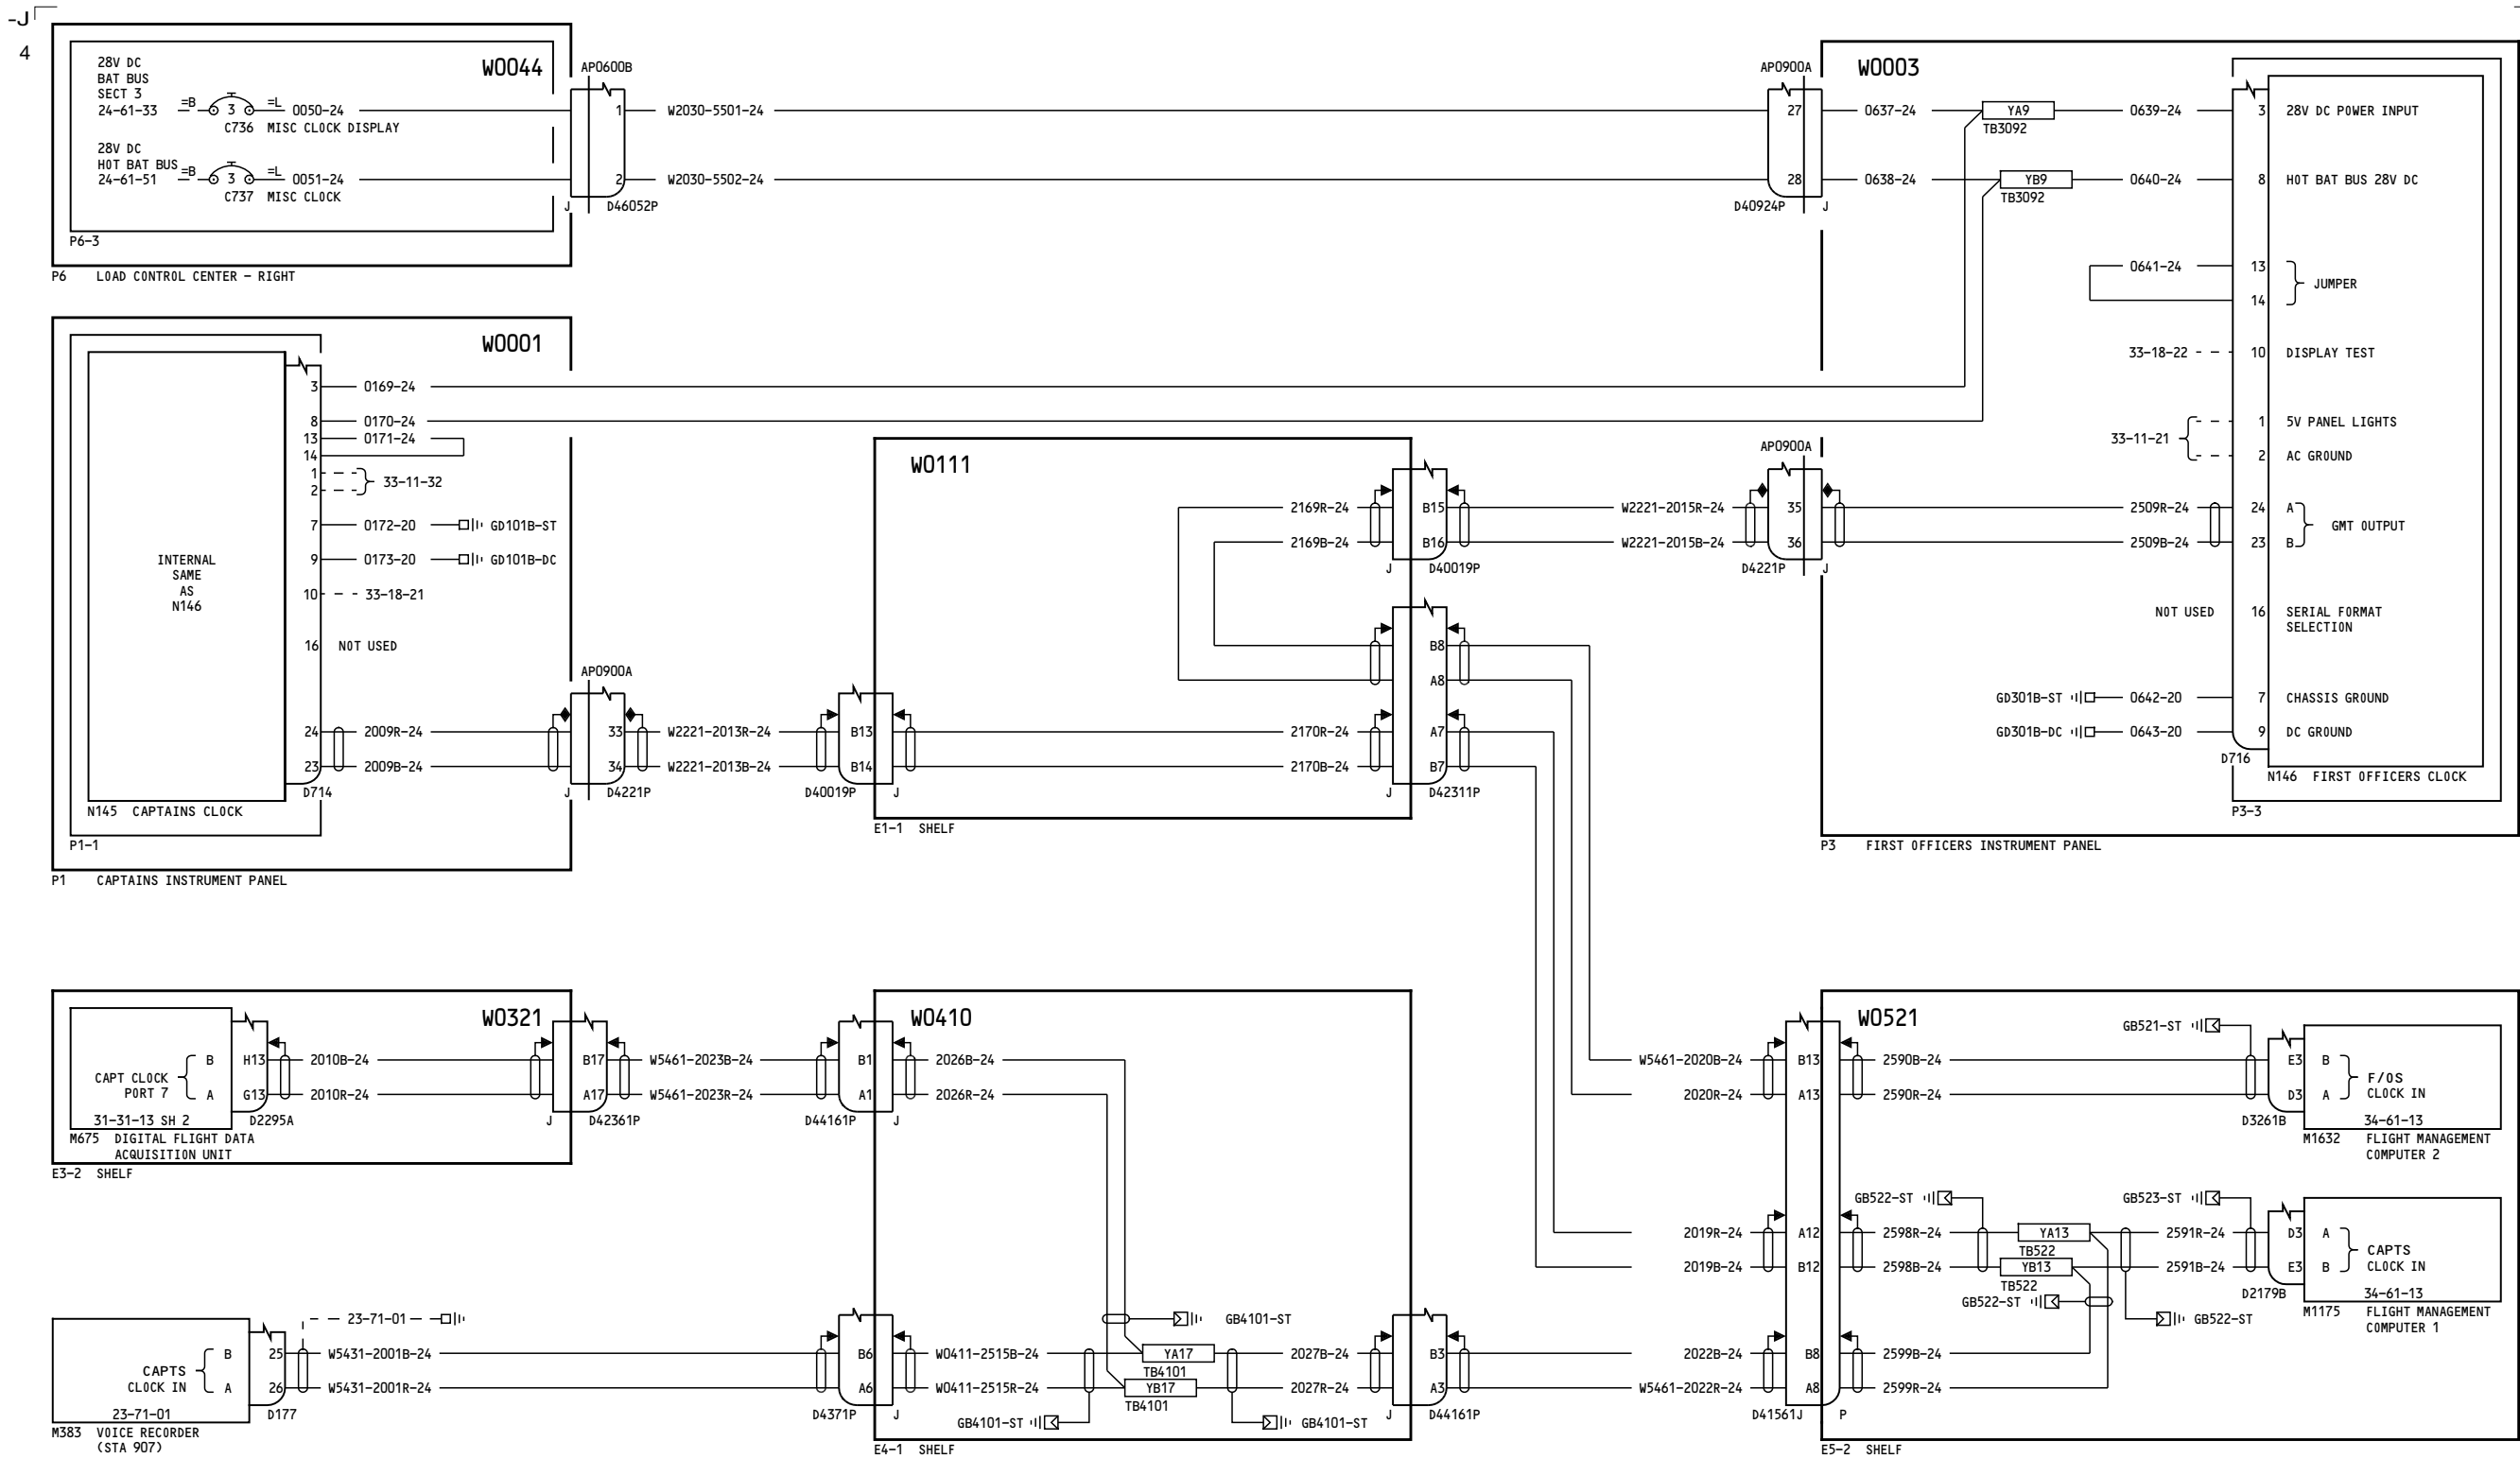 -J
4
28V DC
BAT BUS
SECT 3
24-61-33 =B 3 =L 0050-24
C736 MISC CLOCK DISPLAY
28V DC
HOT BAT BUS
24-61-51 =B 3 =L 0051-24
C737 MISC CLOCK
W0044
P6-3
P6 LOAD CONTROL CENTER - RIGHT
AP0600B
1 W2030-5501-24
2 W2030-5502-24
J D46052P
AP0900A
27
28
D40924P J
W0003
0637-24 YA9 0639-24
TB3092
0638-24 YB9 0640-24
TB3092
3 28V DC POWER INPUT
8 HOT BAT BUS 28V DC
0641-24 13
14
JUMPER
33-18-22 10 DISPLAY TEST
33-11-21
1 5V PANEL LIGHTS
2 AC GROUND
2509R-24 24 A
2509B-24 23 B
GMT OUTPUT
NOT USED 16 SERIAL FORMAT
SELECTION
GD301B-ST 0642-20 7 CHASSIS GROUND
GD301B-DC 0643-20 9 DC GROUND
D716
N146 FIRST OFFICERS CLOCK
P3-3
P3 FIRST OFFICERS INSTRUMENT PANEL
W0001
INTERNAL
SAME
AS
N146
3 0169-24
8 0170-24
13 0171-24
14
1
2
33-11-32
7 0172-20 GD101B-ST
9 0173-20 GD101B-DC
10 33-18-21
16 NOT USED
24 2009R-24
23 2009B-24
D714
N145 CAPTAINS CLOCK
P1-1
P1 CAPTAINS INSTRUMENT PANEL
AP0900A
33 W2221-2013R-24
34 W2221-2013B-24
J D4221P
B13
B14
D40019P J
W0111
2169R-24 B15 W2221-2015R-24
2169B-24 B16 W2221-2015B-24
J D40019P
AP0900A
35
36
D4221P J
B8
A8
2170R-24 A7
2170B-24 B7
J D42311P
E1-1 SHELF
W0321
CAPT CLOCK
PORT 7
B H13 2010B-24
A G13 2010R-24
31-31-13 SH 2 D2295A
M675 DIGITAL FLIGHT DATA
ACQUISITION UNIT
E3-2 SHELF
B17 W5461-2023B-24
A17 W5461-2023R-24
J D42361P
B1
A1
D44161P J
W0410
2026B-24
2026R-24
GB4101-ST
W0411-2515B-24 YA17 2027B-24
TB4101
W0411-2515R-24 YB17 2027R-24
TB4101
GB4101-ST
GB4101-ST
B6
A6
D4371P J
B3
A3
J D44161P
E4-1 SHELF
23-71-01
CAPTS
CLOCK IN
B 25 W5431-2001B-24
A 26 W5431-2001R-24
23-71-01 D177
M383 VOICE RECORDER
(STA 907)
W5461-2020B-24 B13
2020R-24 A13
2019R-24 A12
2019B-24 B12
2022B-24 B8
W5461-2022R-24 A8
D41561J P
W0521
GB521-ST
2590B-24 E3 B
2590R-24 D3 A
F/OS
CLOCK IN
D3261B 34-61-13
M1632 FLIGHT MANAGEMENT
COMPUTER 2
GB522-ST GB523-ST
2598R-24 YA13 2591R-24 D3 A
TB522
2598B-24 YB13 2591B-24 E3 B
TB522
CAPTS
CLOCK IN
D2179B 34-61-13
M1175 FLIGHT MANAGEMENT
COMPUTER 1
GB522-ST
GB522-ST
2599B-24
2599R-24
E5-2 SHELF